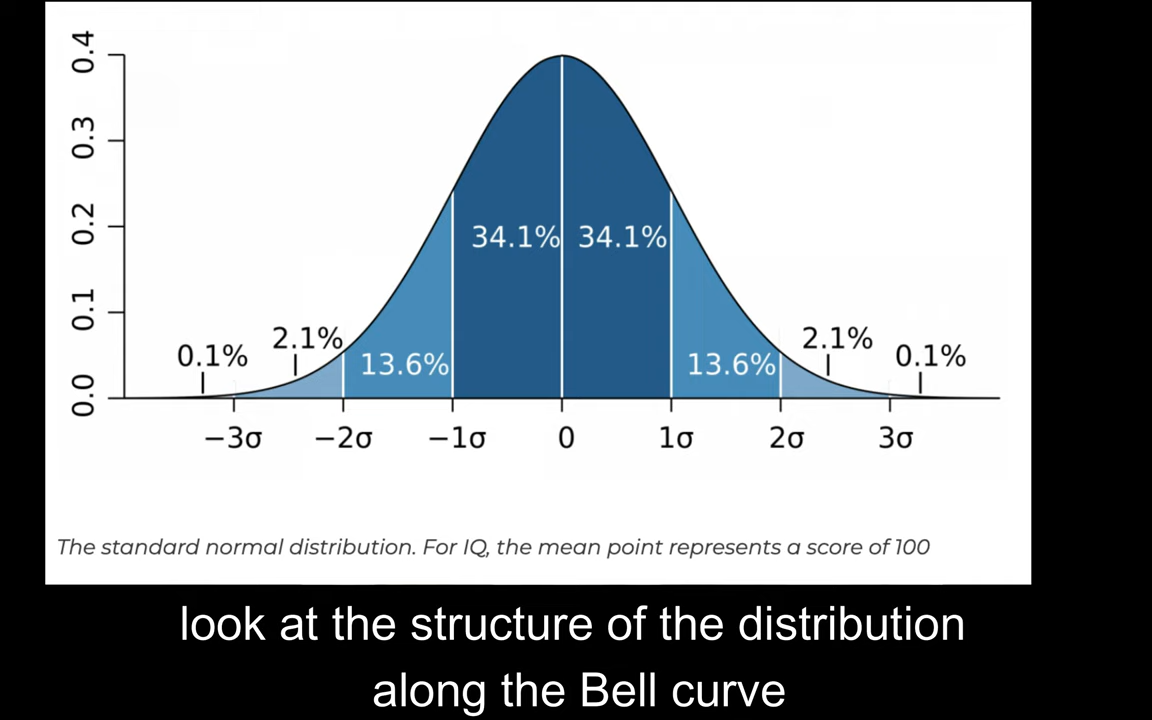 0.4
0.3
0.2
0.1
0.0
34.1% 34.1%
0.1% 2.1% 13.6% 13.6% 2.1% 0.1%
−3σ −2σ −1σ 0 1σ 2σ 3σ
The standard normal distribution. For IQ, the mean point represents a score of 100
look at the structure of the distribution
along the Bell curve